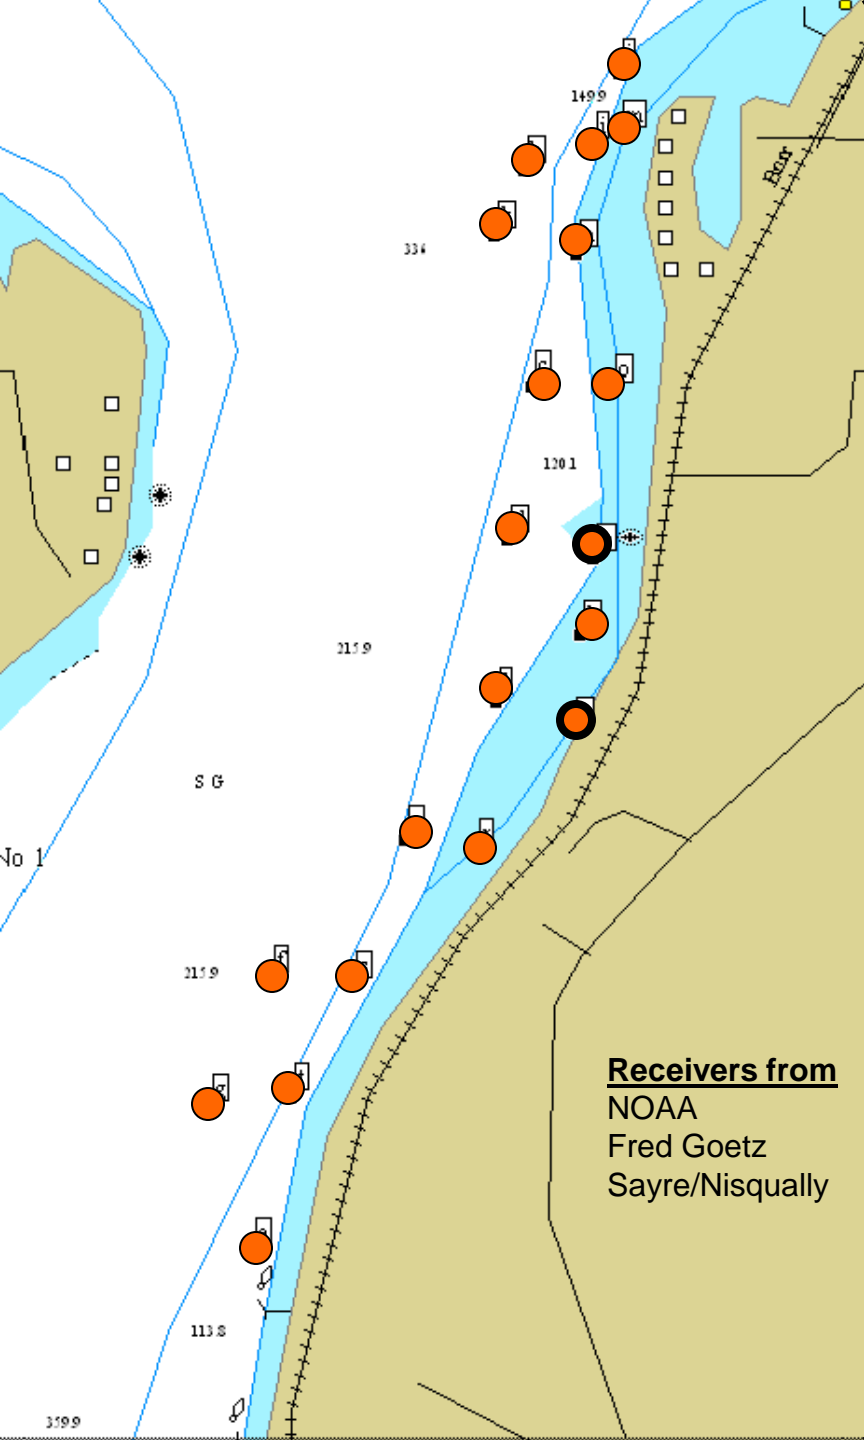 149.9
m
Barr
336
c
o
120.1
215.9
S G
No 1
x
f
215.9
g
t
Receivers from
NOAA
Fred Goetz
Sayre/Nisqually
113.8
359.9